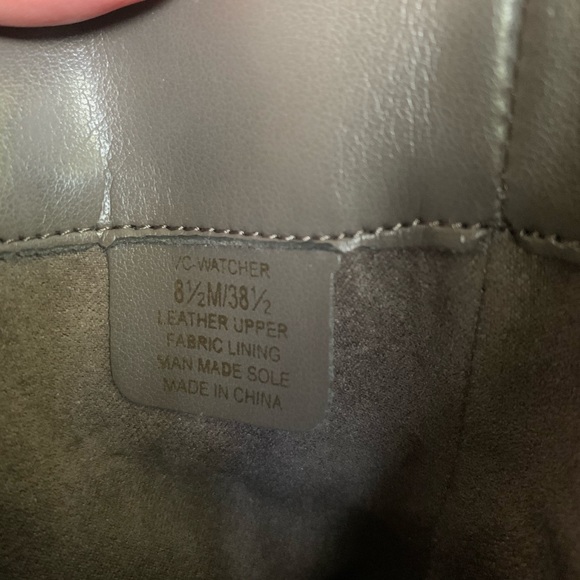 VC-WATCHER
8½M/38½
LEATHER UPPER
FABRIC LINING
MAN MADE SOLE
MADE IN CHINA